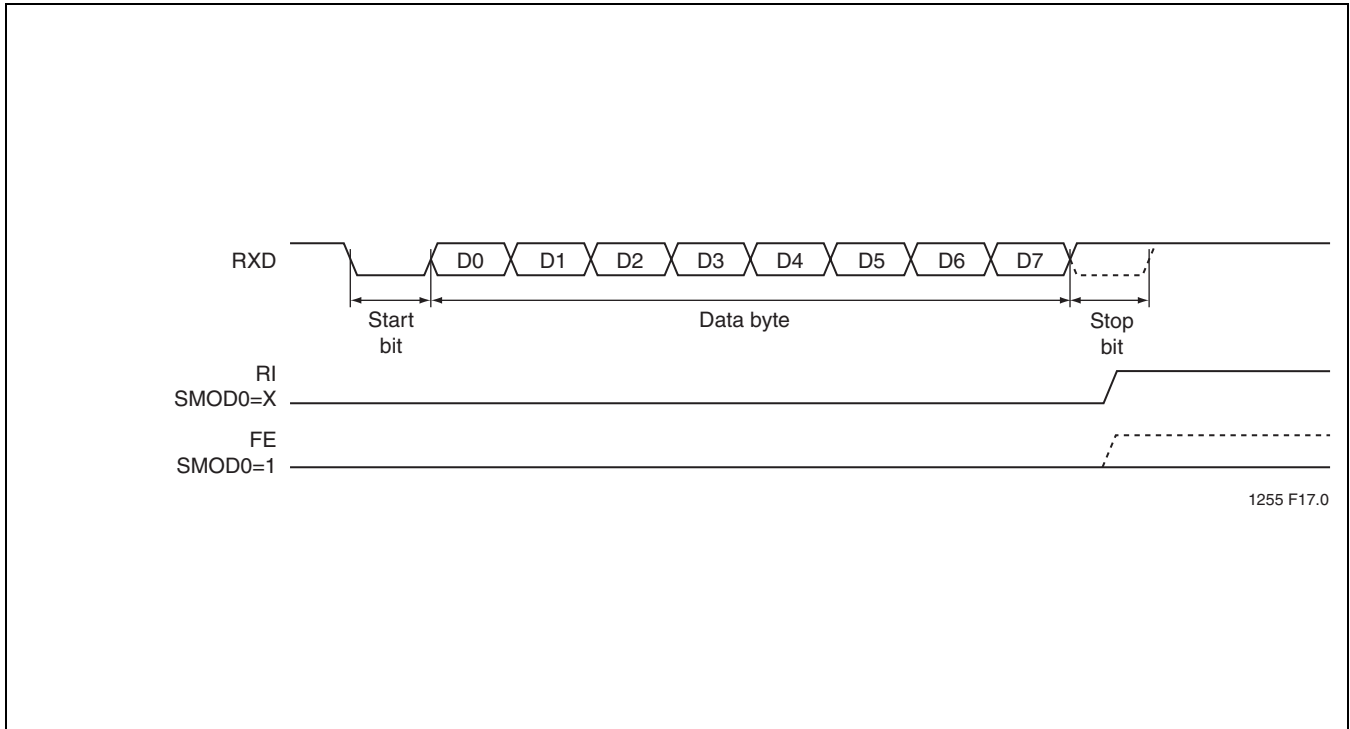 RXD
D0 D1 D2 D3 D4 D5 D6 D7
Start
bit
Data byte
Stop
bit
RI
SMOD0=X
FE
SMOD0=1
1255 F17.0